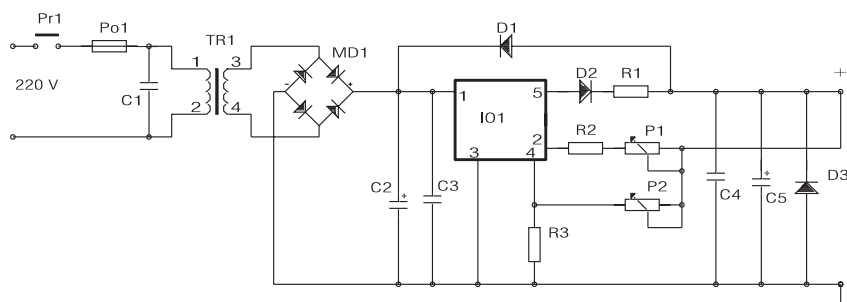 Pr1
Po1
TR1
MD1
D1
D2
R1
1
3
2
4
220 V
C1
-
+
1
5
IO1
2
3
4
R2
P1
P2
C2
+
C3
R3
C4
+
C5
D3
+